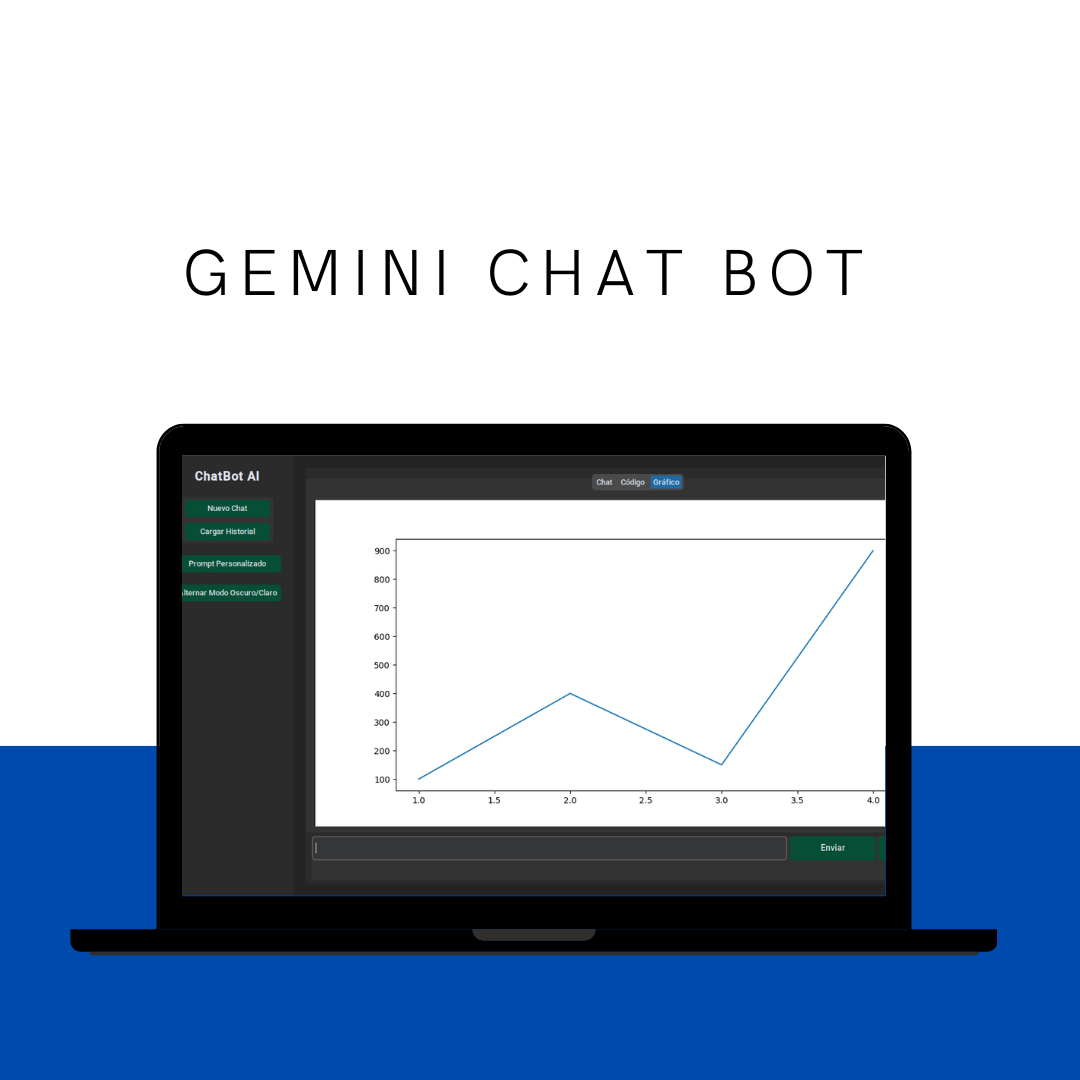 GEMINI CHAT BOT
ChatBot AI
Nuevo Chat
Cargar Historial
Prompt Personalizado
lternar Modo Oscuro/Claro
Chat Código Gráfico
900
800
700
600
500
400
300
200
100
1.0 1.5 2.0 2.5 3.0 3.5 4.0
Enviar